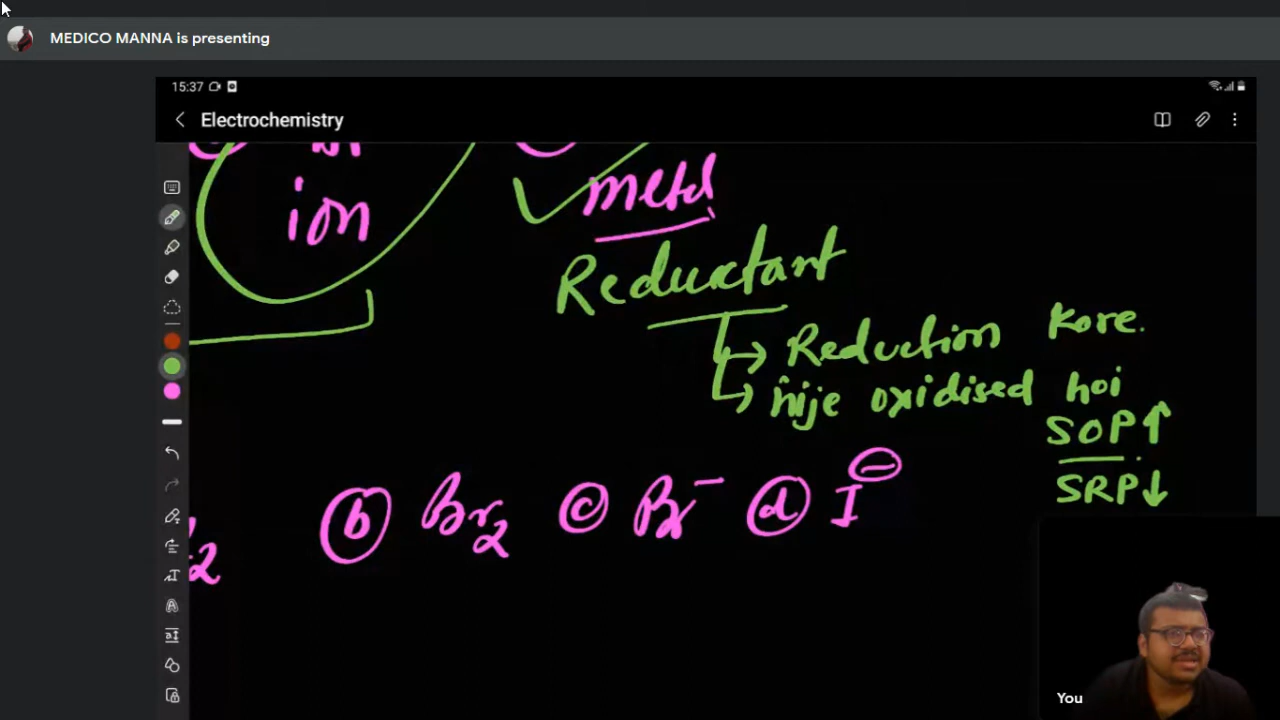 MEDICO MANNA is presenting
15:37
Electrochemistry
ion
metal
Reductant
→ Reduction Kore.
→ nije oxidised hoi
SOP↑
SRP↓
2 (b) Br₂ (c) Br⁻ (d) I⁻
You